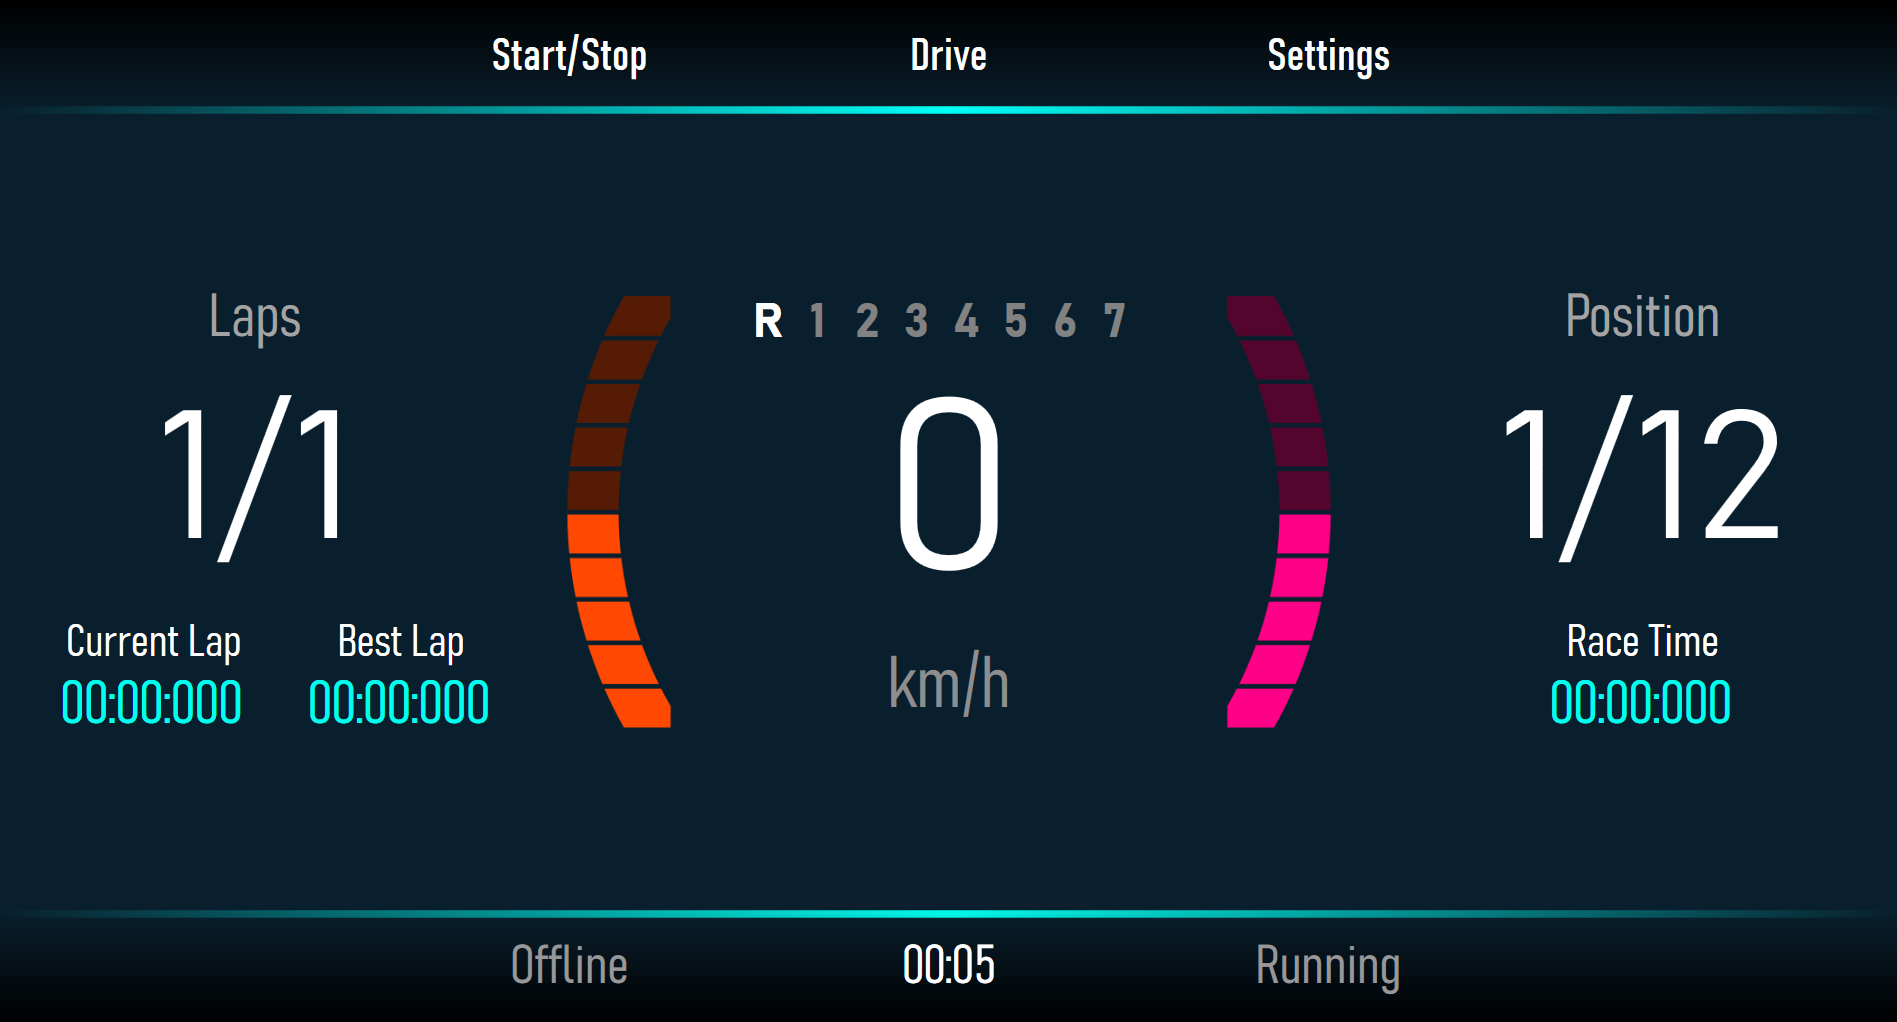 Start/Stop Drive Settings
Laps
1/1
Current Lap Best Lap
00:00:000 00:00:000
R 1 2 3 4 5 6 7
0
km/h
Position
1/12
Race Time
00:00:000
Offline 00:05 Running